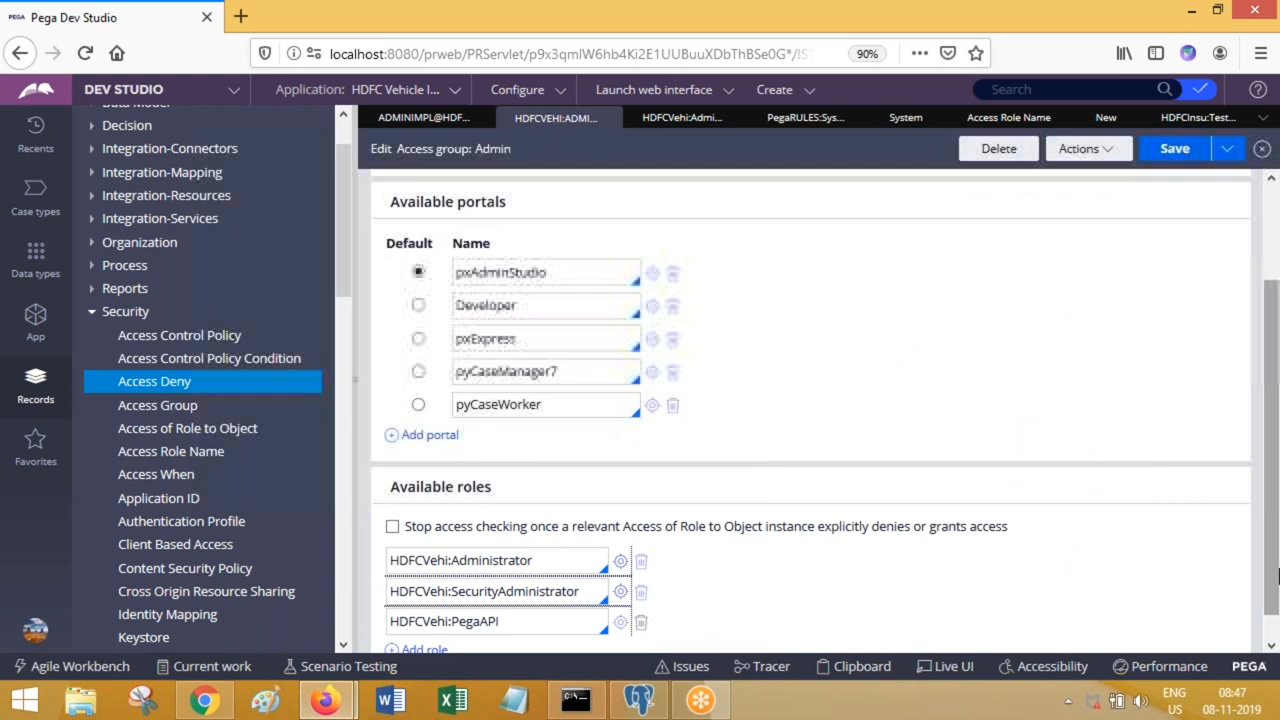 PEGA Pega Dev Studio
localhost:8080/prweb/PRServlet/p9x3qmlW6hb4Ki2E1UUBuuXDbThBSe0G*/!S 90%
DEV STUDIO Application: HDFC Vehicle I... Configure Launch web interface Create Search
ADMINIMPL@HDF... HDFCVEHI:ADMI... HDFCVehi:Admi... PegaRULES:Sys... System Access Role Name New HDFCInsu:Test...
Edit Access group: Admin Delete Actions Save
Recents
Case types
Data types
App
Records
Favorites
Data Model
Decision
Integration-Connectors
Integration-Mapping
Integration-Resources
Integration-Services
Organization
Process
Reports
Security
Access Control Policy
Access Control Policy Condition
Access Deny
Access Group
Access of Role to Object
Access Role Name
Access When
Application ID
Authentication Profile
Client Based Access
Content Security Policy
Cross Origin Resource Sharing
Identity Mapping
Keystore
Available portals
Default Name
pxAdminStudio
Developer
pxExpress
pyCaseManager7
pyCaseWorker
Add portal
Available roles
Stop access checking once a relevant Access of Role to Object instance explicitly denies or grants access
HDFCVehi:Administrator
HDFCVehi:SecurityAdministrator
HDFCVehi:PegaAPI
Add role
Agile Workbench Current work Scenario Testing Issues Tracer Clipboard Live UI Accessibility Performance PEGA
ENG 08:47
US 08-11-2019